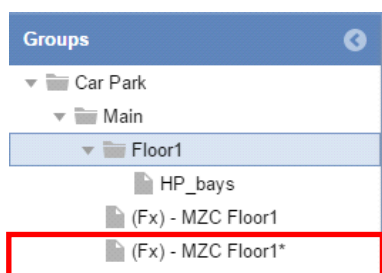 Groups
Car Park
Main
Floor1
HP_bays
(Fx) - MZC Floor1
(Fx) - MZC Floor1*